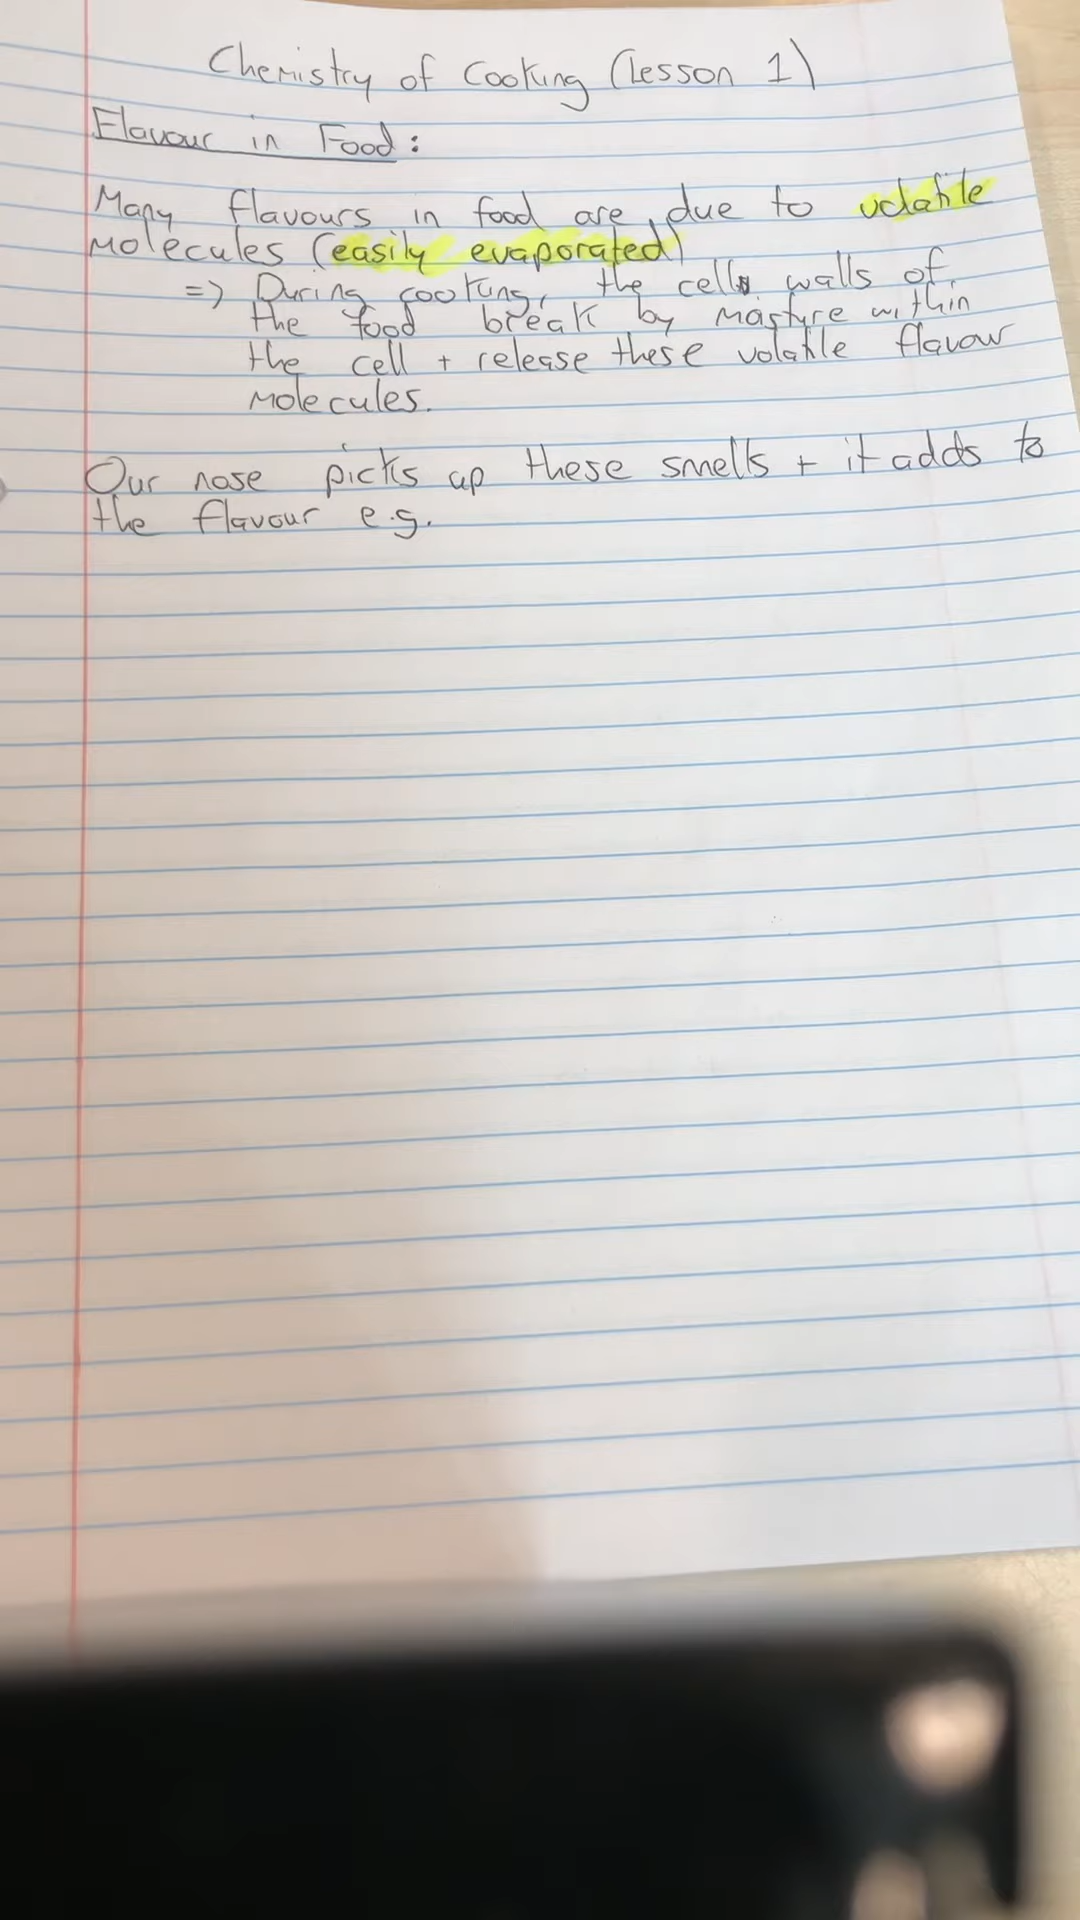 Chemistry of Cooking (Lesson 1)
Flavour in Food:
Many flavours in food are due to volatile
molecules (easily evaporated)
=> During cooking, the cell walls of
the food break by moisture within
the cell + release these volatile flavour
molecules.
Our nose picks up these smells + it adds to
the flavour e.g.